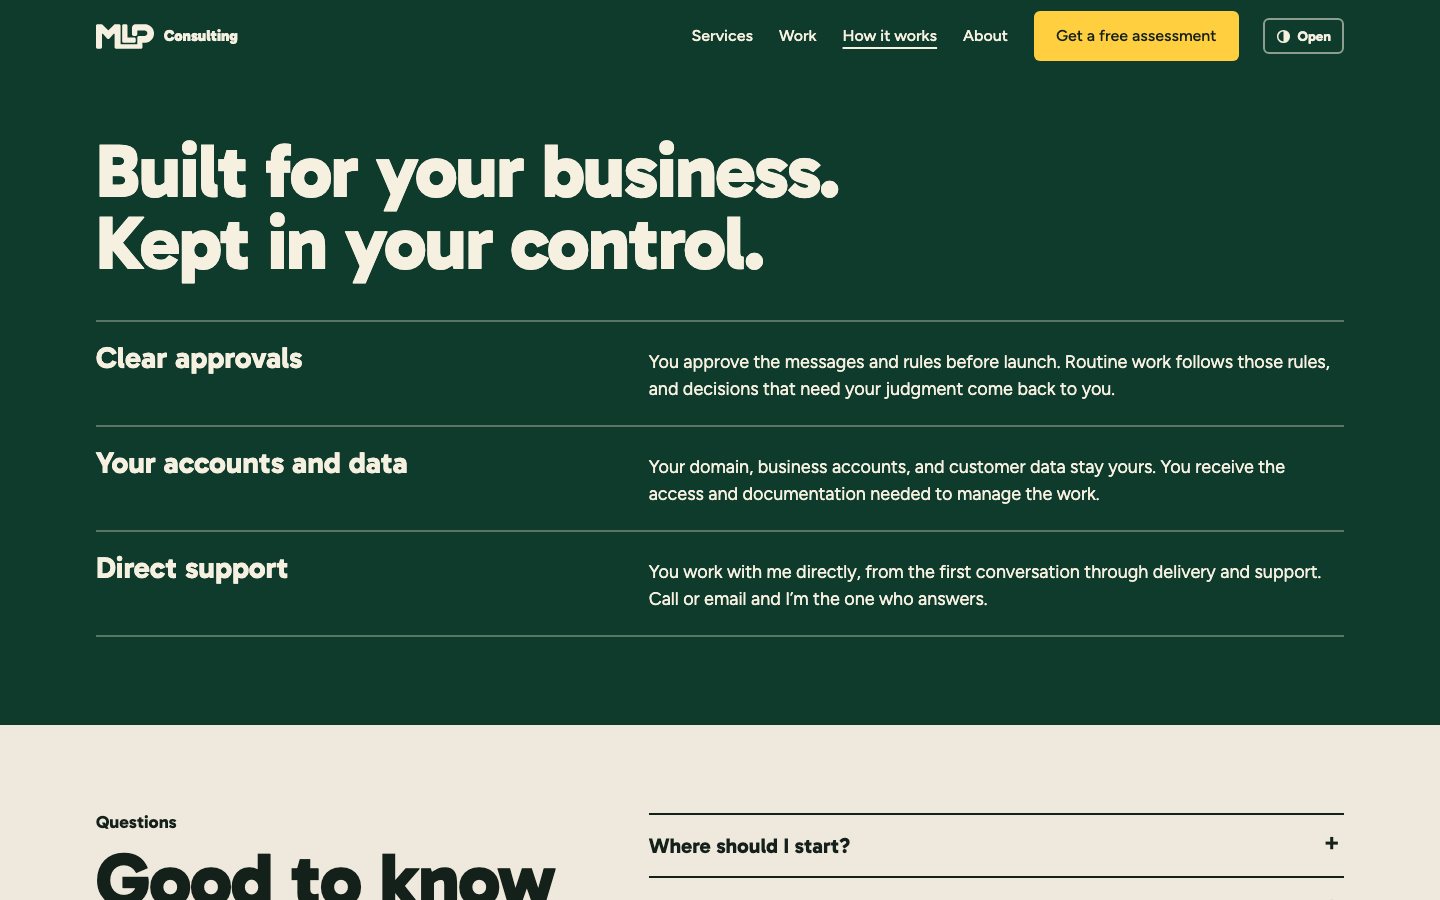 MLP Consulting
Services
Work
How it works
About
Get a free assessment
Open
Built for your business.
Kept in your control.
Clear approvals
You approve the messages and rules before launch. Routine work follows those rules,
and decisions that need your judgment come back to you.
Your accounts and data
Your domain, business accounts, and customer data stay yours. You receive the
access and documentation needed to manage the work.
Direct support
You work with me directly, from the first conversation through delivery and support.
Call or email and I’m the one who answers.
Questions
Good to know
Where should I start?
+